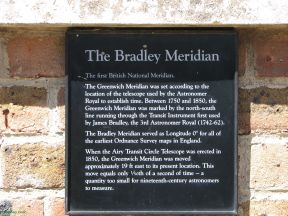 The Bradley Meridian
The first British National Meridian.
The Greenwich Meridian was set according to the
location of the telescope used by the Astronomer
Royal to establish time. Between 1750 and 1850, the
Greenwich Meridian was marked by the north-south
line running through the Transit Instrument first used
by James Bradley, the 3rd Astronomer Royal (1742-62).
The Bradley Meridian served as Longitude 0° for all of
the earliest Ordnance Survey maps in England.
When the Airy Transit Circle Telescope was erected in
1850, the Greenwich Meridian was moved
approximately 19 feet east to its present location. This
move equals only of a second of time – a
quantity too small for nineteenth-century astronomers
to measure.